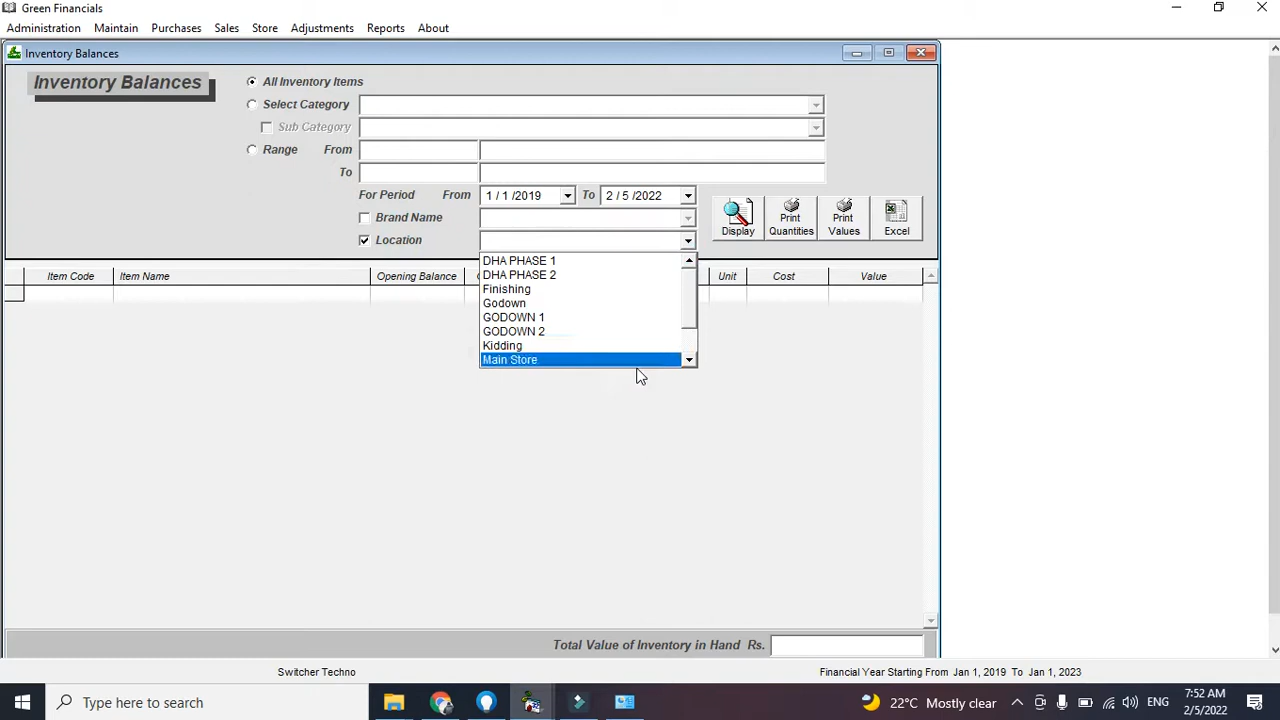 Green Financials
Administration Maintain Purchases Sales Store Adjustments Reports About
Inventory Balances
Inventory Balances
All Inventory Items
Select Category
Sub Category
Range From
To
For Period From 1 / 1 /2019 To 2 / 5 /2022
Brand Name
Location
Display
Print Quantities
Print Values
Excel
DHA PHASE 1
DHA PHASE 2
Finishing
Godown
GODOWN 1
GODOWN 2
Kidding
Main Store
Item Code Item Name Opening Balance Unit Cost Value
Total Value of Inventory in Hand Rs.
Switcher Techno Financial Year Starting From Jan 1, 2019 To Jan 1, 2023
Type here to search
22°C Mostly clear
ENG
7:52 AM
2/5/2022